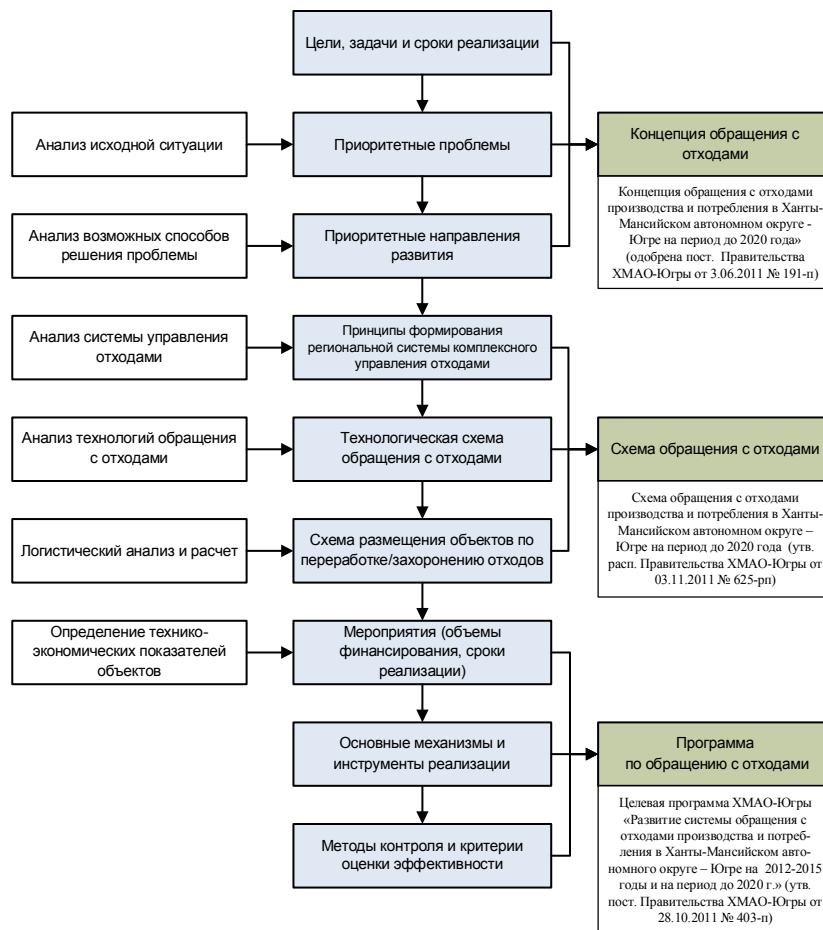 Цели, задачи и сроки реализации
Анализ исходной ситуации
Приоритетные проблемы
Концепция обращения с
отходами
Концепция обращения с отходами
производства и потребления в Ханты-
Мансийском автономном округе -
Югре на период до 2020 года»
(одобрена пост. Правительства
ХМАО-Югры от 3.06.2011 № 191-п)
Анализ возможных способов
решения проблемы
Приоритетные направления
развития
Анализ системы управления
отходами
Принципы формирования
региональной системы комплексного
управления отходами
Анализ технологий обращения
с отходами
Технологическая схема
обращения с отходами
Схема обращения с отходами
Схема обращения с отходами
производства и потребления в Ханты-
Мансийском автономном округе –
Югре на период до 2020 года (утв.
расп. Правительства ХМАО-Югры от
03.11.2011 № 625-рп)
Логистический анализ и расчет
Схема размещения объектов по
переработке/захоронению отходов
Определение технико-
экономических показателей
объектов
Мероприятия (объемы
финансирования, сроки
реализации)
Основные механизмы и
инструменты реализации
Программа
по обращению с отходами
Целевая программа ХМАО-Югры
«Развитие системы обращения с
отходами производства и потреб-
ления в Ханты-Мансийском авто-
номного округе – Югре на 2012-2015
годы и на период до 2020 г.» (утв.
пост. Правительства ХМАО-Югры от
28.10.2011 № 403-п)
Методы контроля и критерии
оценки эффективности